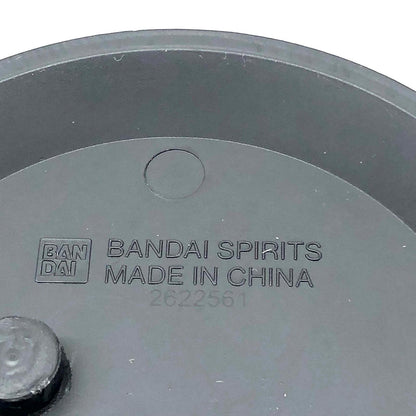 BAN
DAI
BANDAI SPIRITS
MADE IN CHINA
2622561